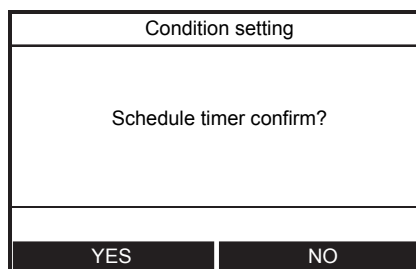 Condition setting
Schedule timer confirm?
YES NO